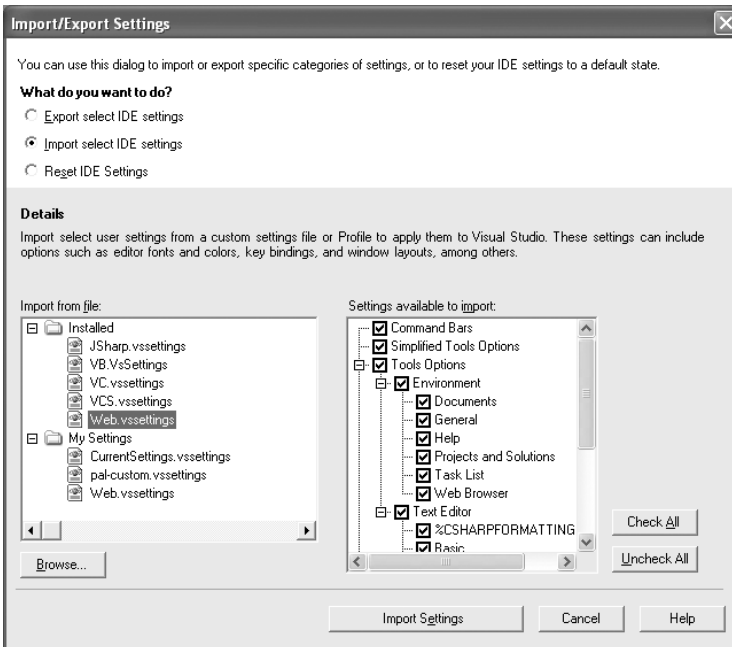 Import/Export Settings
You can use this dialog to import or export specific categories of settings, or to reset your IDE settings to a default state.
What do you want to do?
Export select IDE settings
Import select IDE settings
Reset IDE Settings
Details
Import select user settings from a custom settings file or Profile to apply them to Visual Studio. These settings can include
options such as editor fonts and colors, key bindings, and window layouts, among others.
Import from file:
Installed
JSharp.vssettings
VB.VsSettings
VC.vssettings
VCS.vssettings
Web.vssettings
My Settings
CurrentSettings.vssettings
pal-custom.vssettings
Web.vssettings
Browse...
Settings available to import:
Command Bars
Simplified Tools Options
Tools Options
Environment
Documents
General
Help
Projects and Solutions
Task List
Web Browser
Text Editor
%CSHARPFORMATTING
Basic
Check All
Uncheck All
Import Settings
Cancel
Help